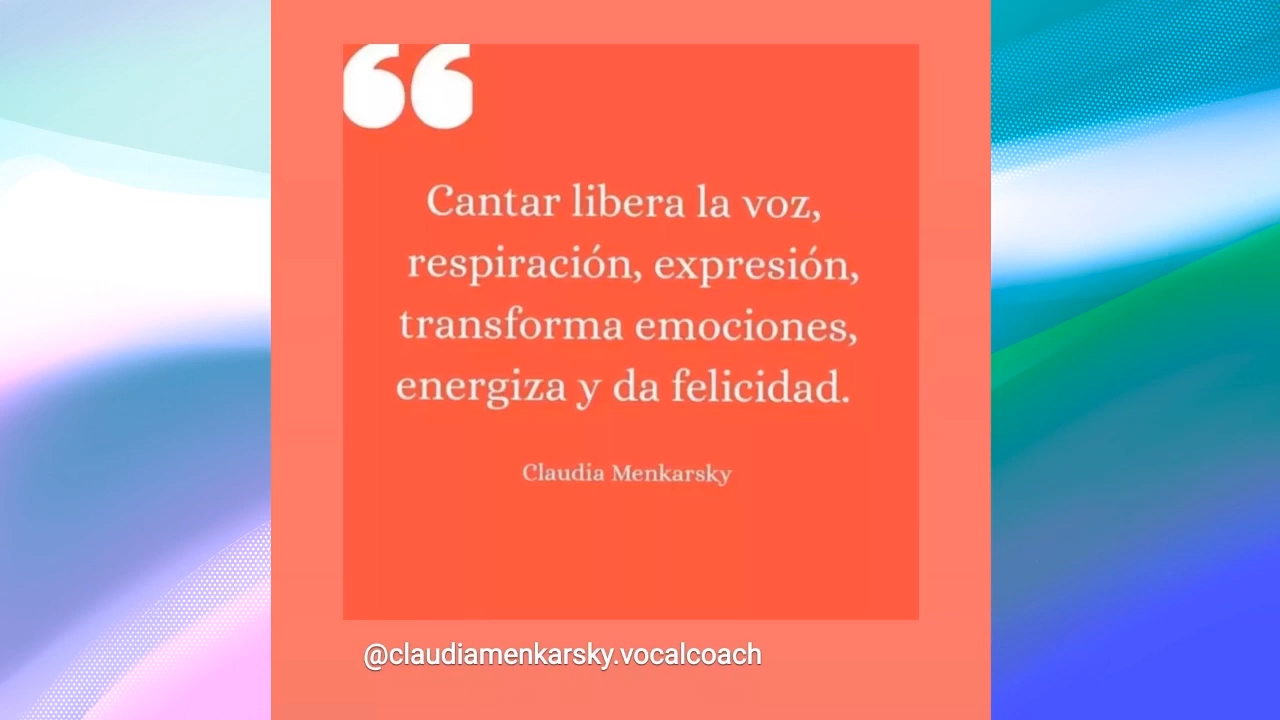 “
Cantar libera la voz,
respiración, expresión,
transforma emociones,
energiza y da felicidad.
Claudia Menkarsky
@claudiamenkarsky.vocalcoach